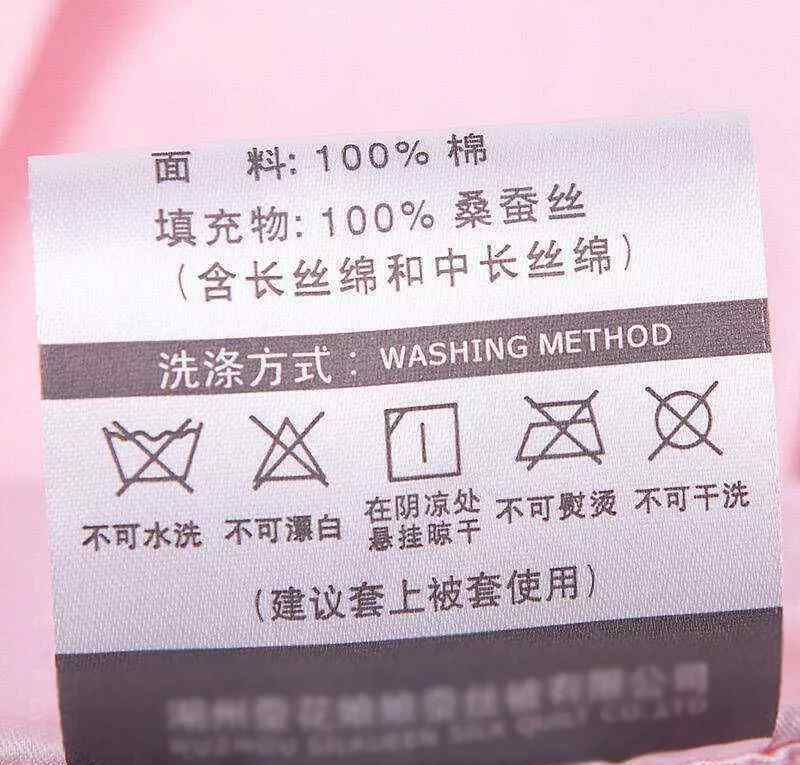 面 料: 100% 棉
填充物: 100% 桑蚕丝
(含长丝绵和中长丝绵)
洗涤方式: WASHING METHOD
不可水洗 不可漂白 在阴凉处悬挂晾干 不可熨烫 不可干洗
(建议套上被套使用)